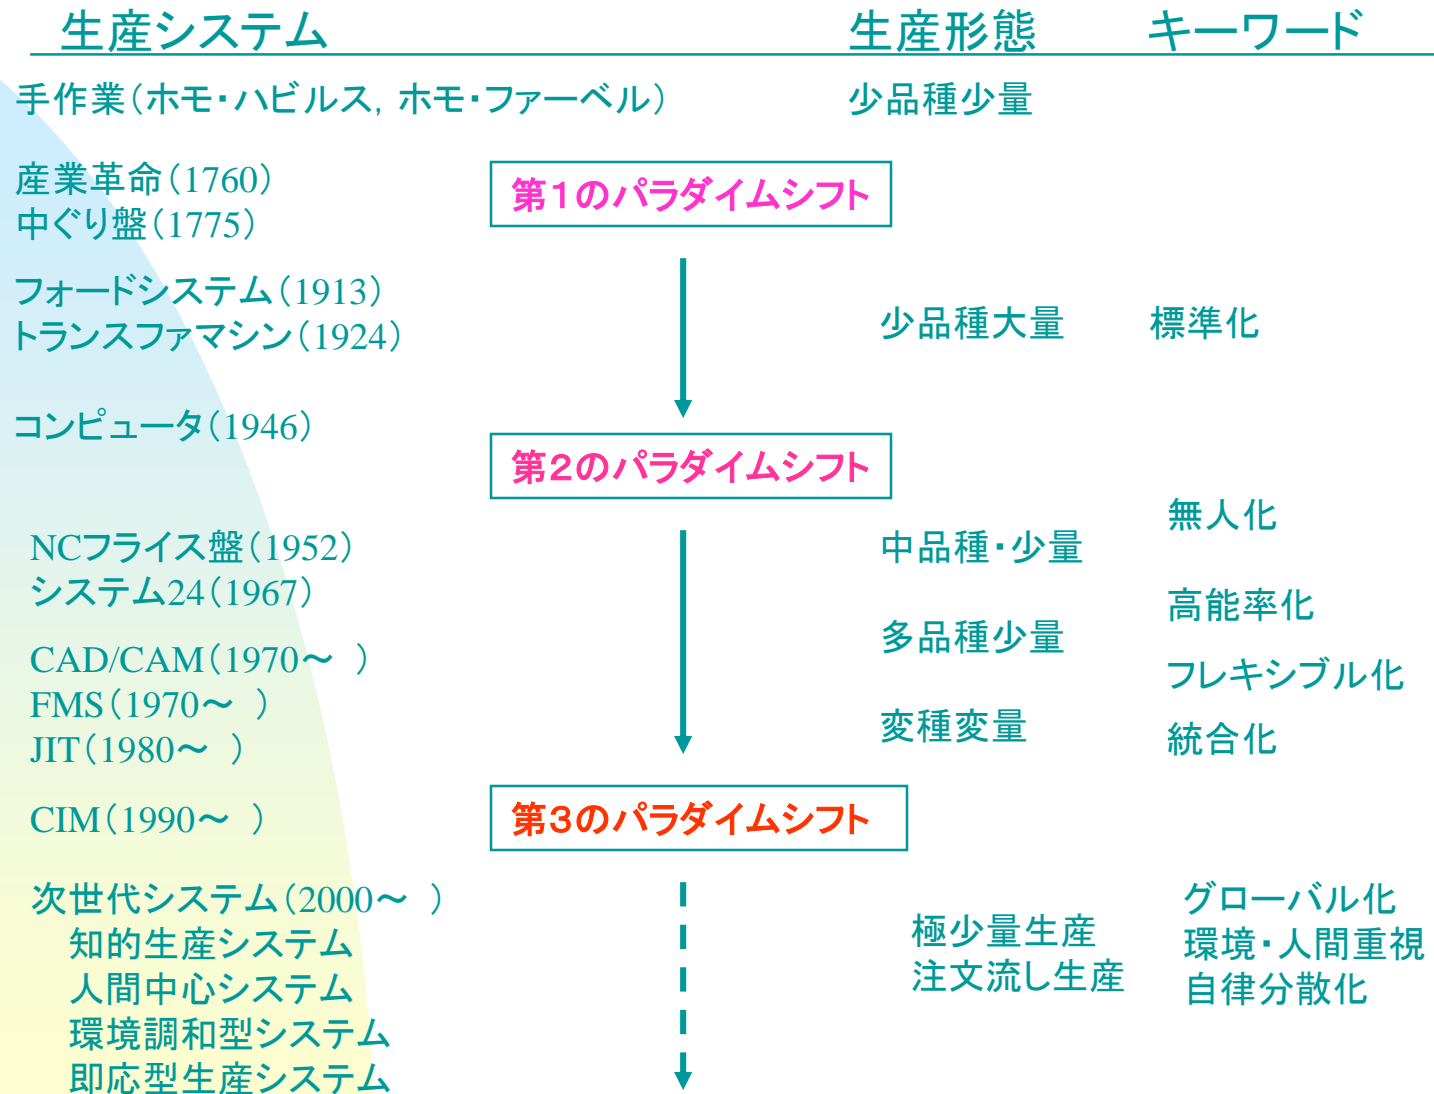 生産システム 生産形態 キーワード
手作業(ホモ・ハビルス，ホモ・ファーベル) 少品種少量
産業革命(1760)
第1のパラダイムシフト
中ぐり盤(1775)
フォードシステム(1913)
少品種大量 標準化
トランスファマシン(1924)
コンピュータ(1946)
第2のパラダイムシフト
無人化
NCフライス盤(1952) 中品種・少量
システム24(1967)
高能率化
多品種少量
CAD/CAM(1970～ )
フレキシブル化
FMS(1970～ )
変種変量
統合化
JIT(1980～ )
CIM(1990～ ) 第3のパラダイムシフト
次世代システム(2000～ ) グローバル化
極少量生産
知的生産システム 環境・人間重視
注文流し生産
人間中心システム 自律分散化
環境調和型システム
即応型生産システム